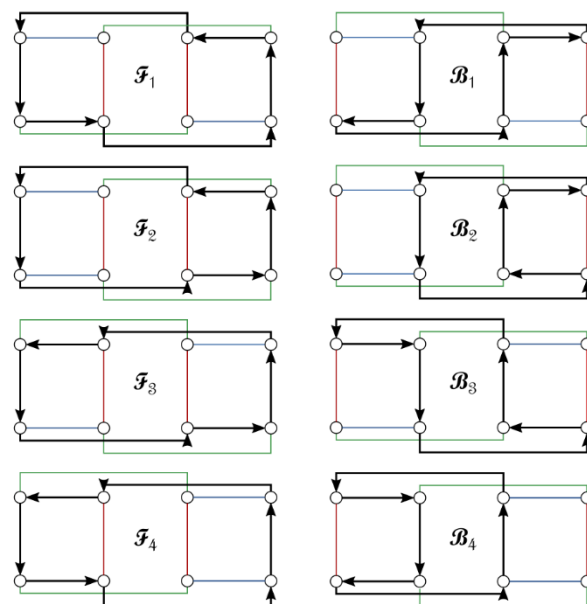 ℱ₁ ℬ₁
ℱ₂ ℬ₂
ℱ₃ ℬ₃
ℱ₄ ℬ₄